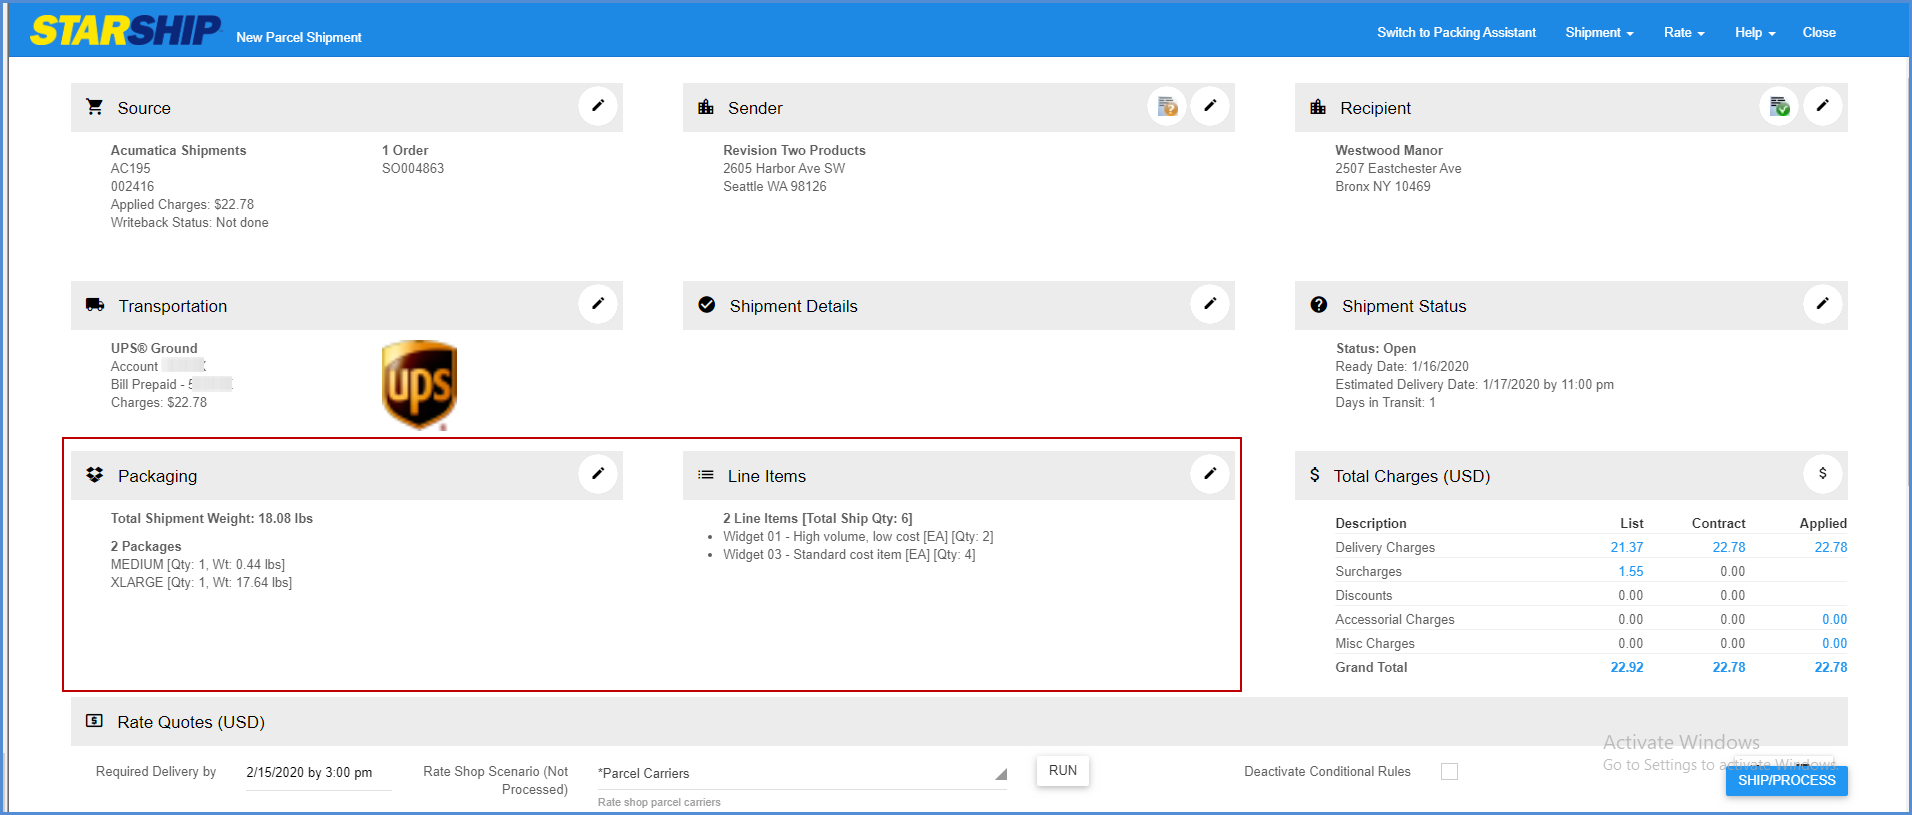 STARSHIP New Parcel Shipment
Switch to Packing Assistant Shipment Rate Help Close
Source
Acumatica Shipments
AC195
002416
Applied Charges: $22.78
Writeback Status: Not done
1 Order
SO004863
Sender
Revision Two Products
2605 Harbor Ave SW
Seattle WA 98126
Recipient
Westwood Manor
2507 Eastchester Ave
Bronx NY 10469
Transportation
UPS® Ground
Account
Bill Prepaid -
Charges: $22.78
ups
Shipment Details
Shipment Status
Status: Open
Ready Date: 1/16/2020
Estimated Delivery Date: 1/17/2020 by 11:00 pm
Days in Transit: 1
Packaging
Total Shipment Weight: 18.08 lbs
2 Packages
MEDIUM [Qty: 1, Wt: 0.44 lbs]
XLARGE [Qty: 1, Wt: 17.64 lbs]
Line Items
2 Line Items [Total Ship Qty: 6]
• Widget 01 - High volume, low cost [EA] [Qty: 2]
• Widget 03 - Standard cost item [EA] [Qty: 4]
$ Total Charges (USD) $
Description List Contract Applied
Delivery Charges 21.37 22.78 22.78
Surcharges 1.55 0.00
Discounts 0.00 0.00
Accessorial Charges 0.00 0.00 0.00
Misc Charges 0.00 0.00 0.00
Grand Total 22.92 22.78 22.78
Rate Quotes (USD)
Required Delivery by 2/15/2020 by 3:00 pm
Rate Shop Scenario (Not
Processed)
*Parcel Carriers
Rate shop parcel carriers
RUN
Deactivate Conditional Rules
Activate Windows
Go to Settings to activate Windows.
SHIP/PROCESS